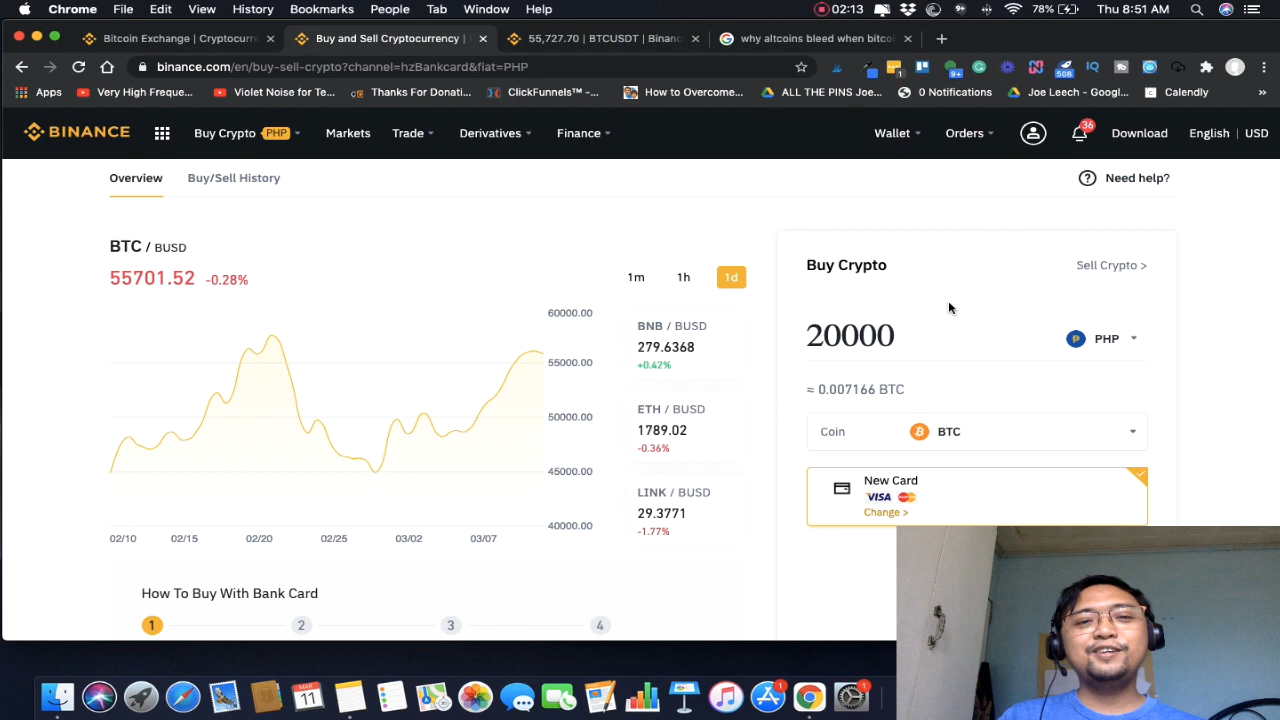 Chrome File Edit View History Bookmarks People Tab Window Help 02:13 78% Thu 8:51 AM
Bitcoin Exchange | Cryptocurre
Buy and Sell Cryptocurrency |
55,727.70 | BTCUSDT | Binanc
why altcoins bleed when bitcoi
binance.com/en/buy-sell-crypto?channel=hzBankcard&fiat=PHP
9+ 508
Apps Very High Freque... Violet Noise for Te... Thanks For Donati... ClickFunnels™ -... How to Overcome... ALL THE PINS Joe... 0 Notifications Joe Leech - Goog... Calendly »
BINANCE Buy Crypto PHP Markets Trade Derivatives Finance Wallet Orders 36 Download English | USD
Overview Buy/Sell History Need help?
BTC / BUSD
55701.52 -0.28%
1m 1h 1d
60000.00
55000.00
50000.00
45000.00
40000.00
02/10 02/15 02/20 02/25 03/02 03/07
BNB / BUSD
279.6368
+0.42%
ETH / BUSD
1789.02
-0.36%
LINK / BUSD
29.3771
-1.77%
Buy Crypto Sell Crypto >
20000 PHP
≈ 0.007166 BTC
Coin BTC
New Card
VISA
Change >
How To Buy With Bank Card
1 2 3 4
MAR
11
1
1